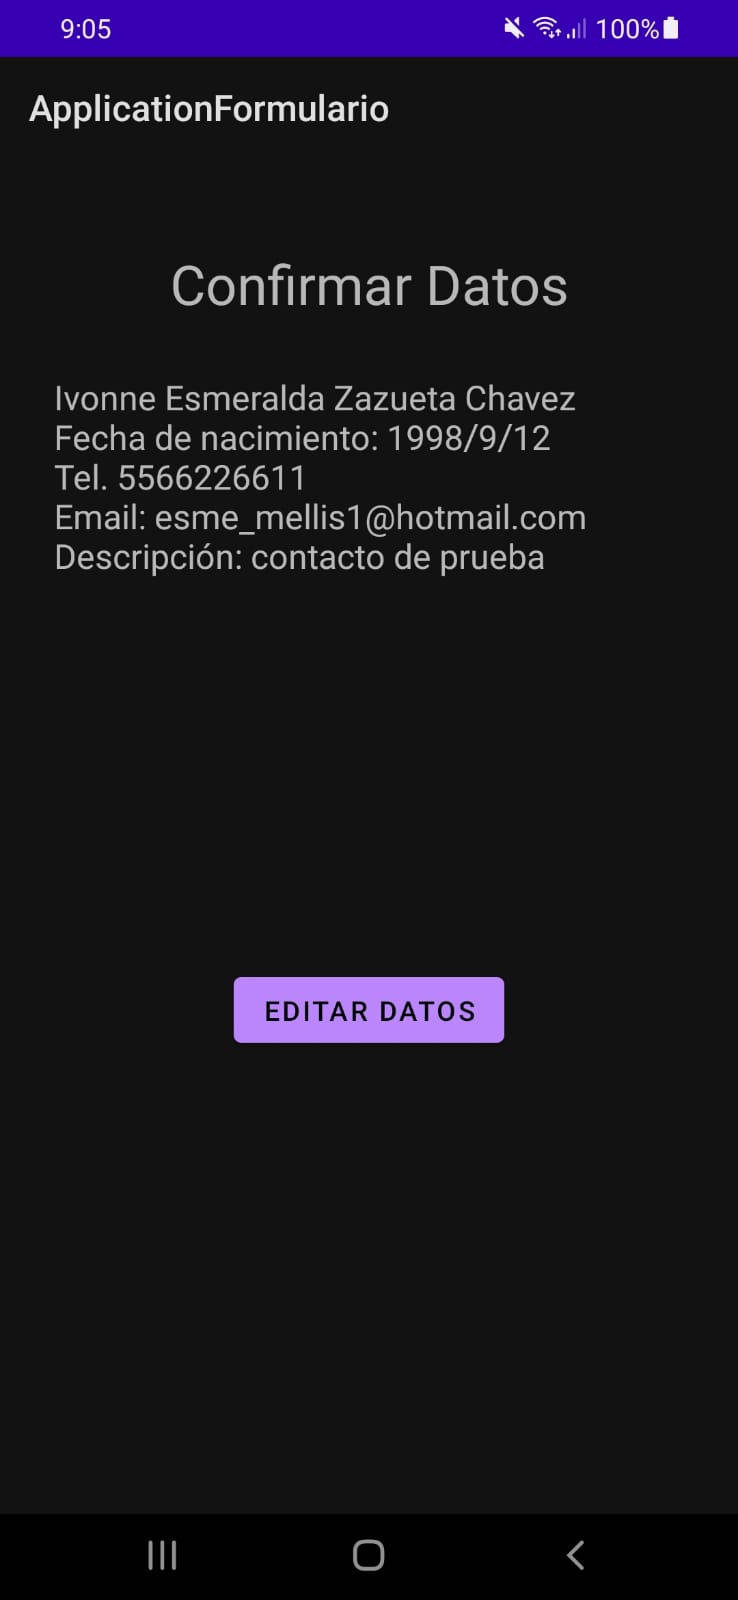 9:05
100%
ApplicationFormulario
Confirmar Datos
Ivonne Esmeralda Zazueta Chavez
Fecha de nacimiento: 1998/9/12
Tel. 5566226611
Email: esme_mellis1@hotmail.com
Descripción: contacto de prueba
EDITAR DATOS